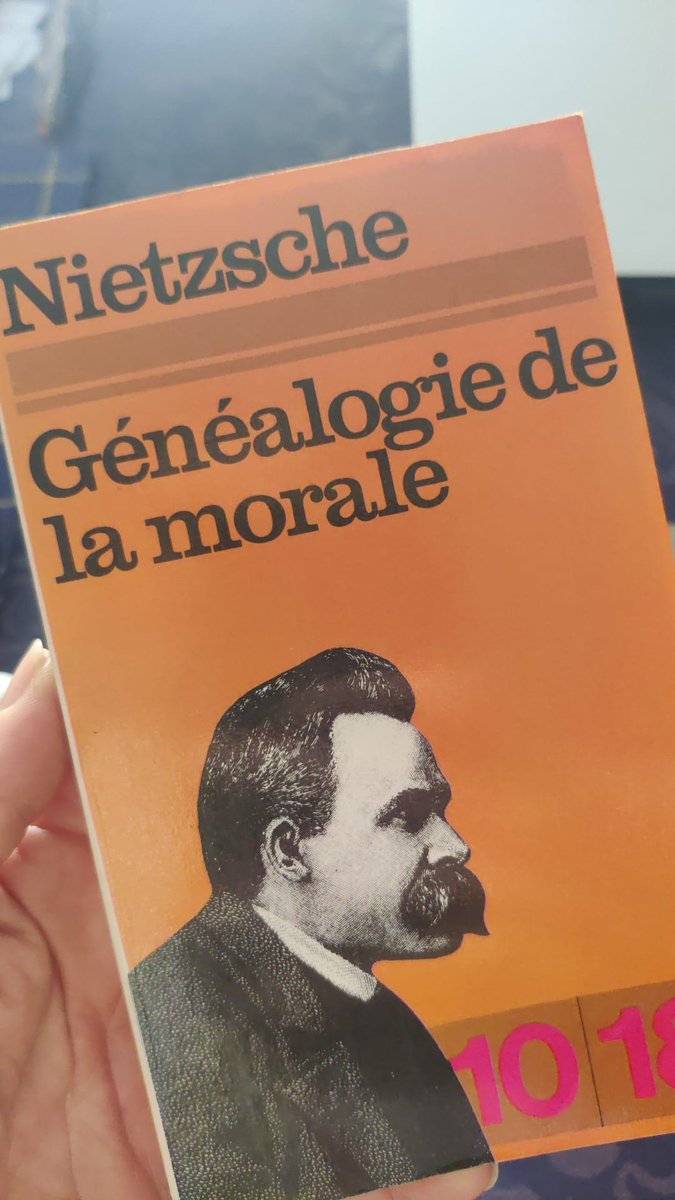 Nietzsche
Généalogie de
la morale
10 18